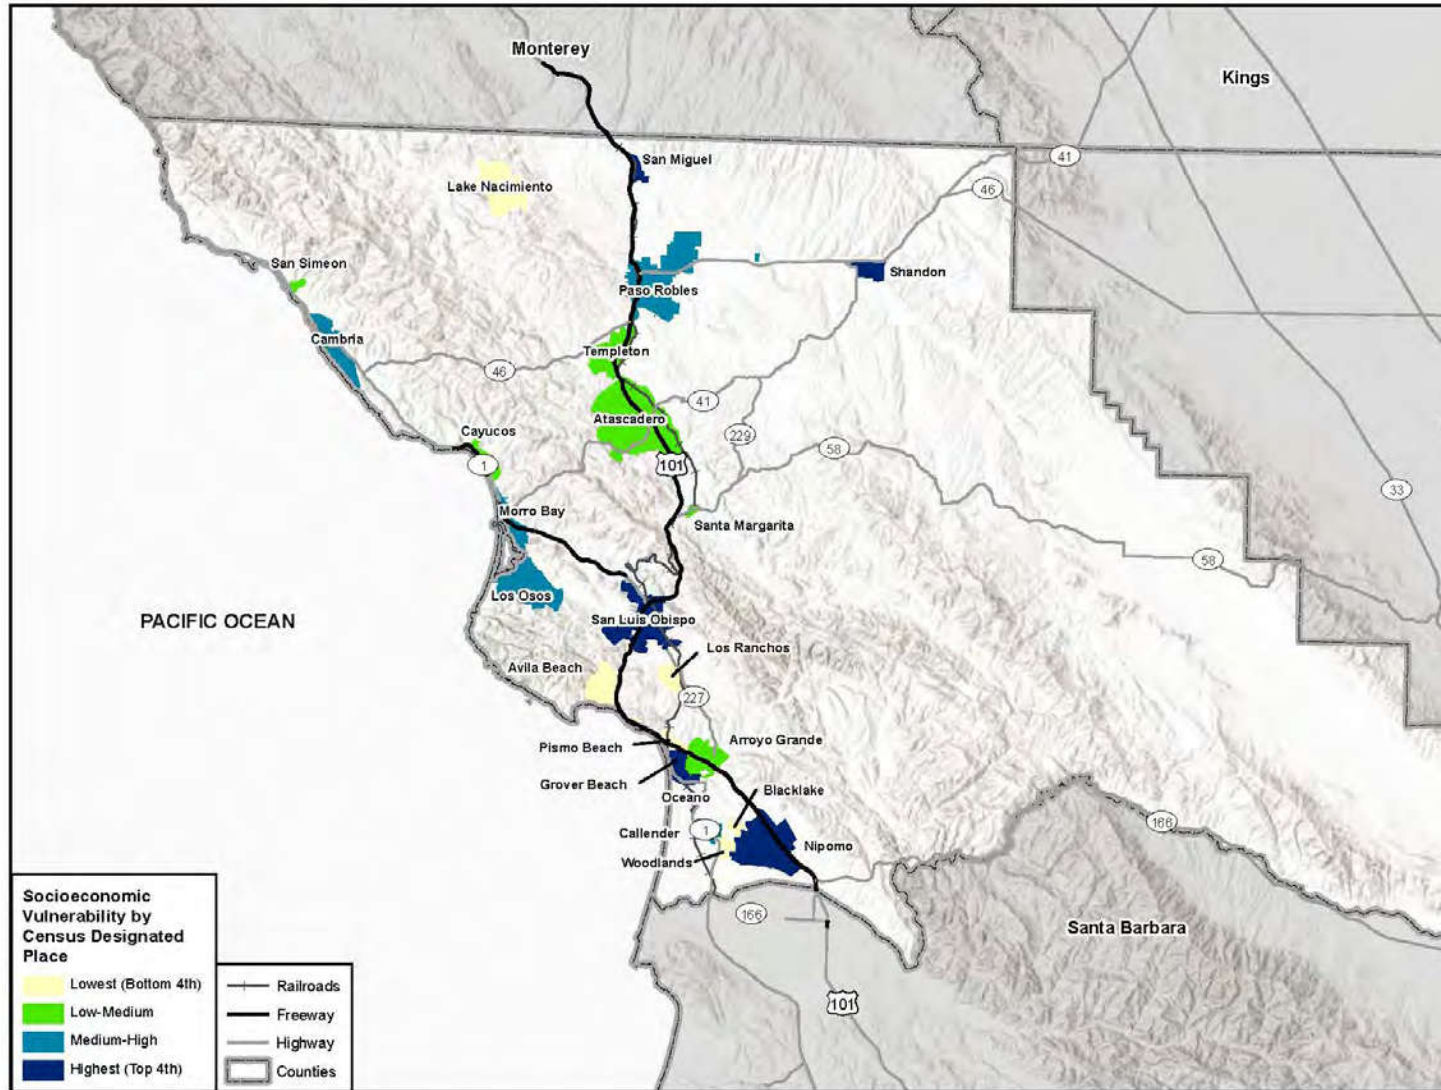 Monterey
Kings
San Miguel
41
Lake Nacimiento
46
San Simeon
Shandon
Paso Robles
Cambria
Templeton
46
41
Atascadero
Cayucos
229
58
1
101
33
Morro Bay
Santa Margarita
58
Los Osos
PACIFIC OCEAN
San Luis Obispo
Los Ranchos
Avila Beach
227
Pismo Beach
Arroyo Grande
Grover Beach
Blacklake
Oceano
166
Callender
1
Nipomo
Woodlands
166
Santa Barbara
101
Socioeconomic
Vulnerability by
Census Designated
Place
Lowest (Bottom 4th)
Low-Medium
Medium-High
Highest (Top 4th)
Railroads
Freeway
Highway
Counties